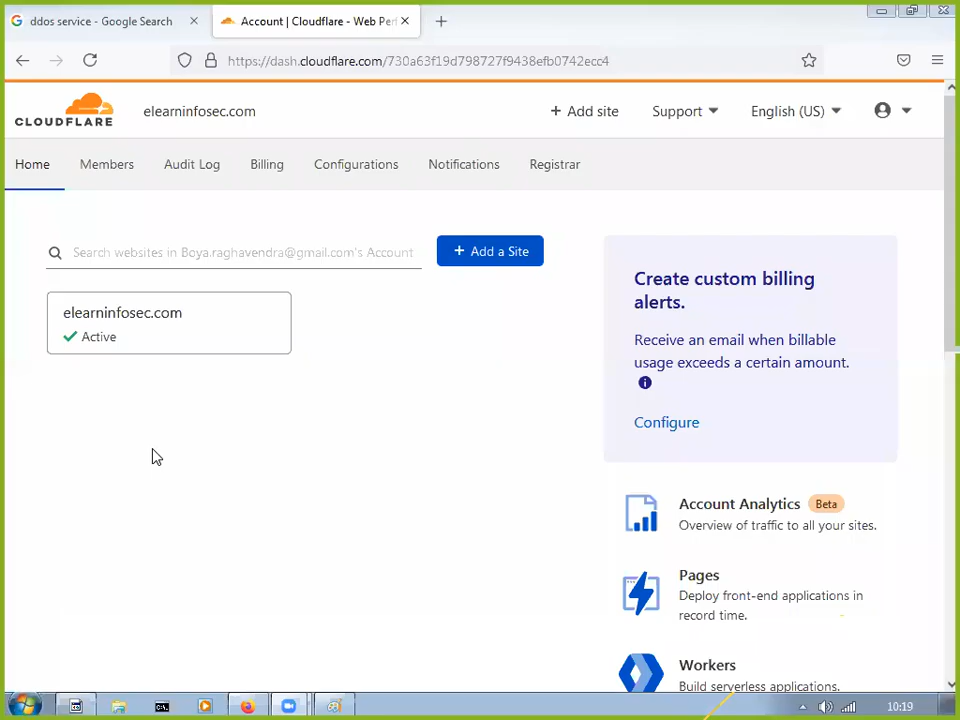 ddos service - Google Search
Account | Cloudflare - Web Per
https://dash.cloudflare.com/730a63f19d798727f9438efb0742ecc4
CLOUDFLARE
elearninfosec.com
+ Add site
Support
English (US)
Home
Members
Audit Log
Billing
Configurations
Notifications
Registrar
Search websites in Boya.raghavendra@gmail.com's Account
+ Add a Site
elearninfosec.com
Active
Create custom billing
alerts.
Receive an email when billable
usage exceeds a certain amount.
Configure
Account Analytics Beta
Overview of traffic to all your sites.
Pages
Deploy front-end applications in
record time.
Workers
Build serverless applications.
10:19